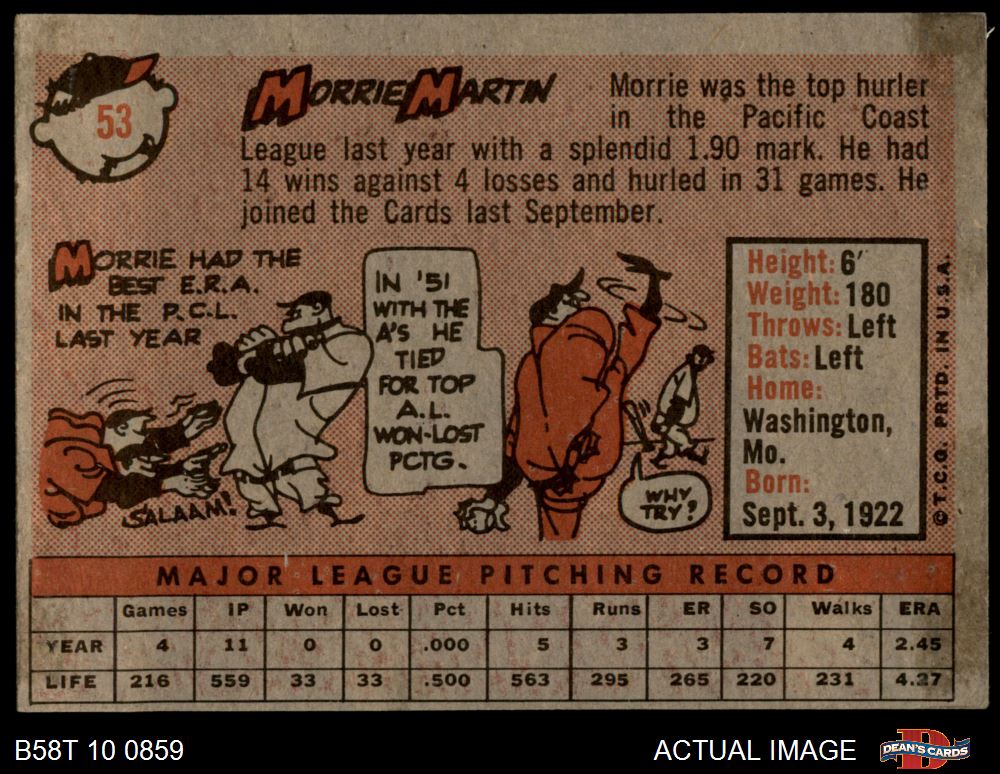 53
MORRIE MARTIN
Morrie was the top hurler
in the Pacific Coast
League last year with a splendid 1.90 mark. He had
14 wins against 4 losses and hurled in 31 games. He
joined the Cards last September.
MORRIE HAD THE
BEST E.R.A.
IN THE P.C.L.
LAST YEAR
SALAAM!
IN '51
WITH THE
A'S HE
TIED
FOR TOP
A.L.
WON-LOST
PCTG.
WHY
TRY?
Height: 6'
Weight: 180
Throws: Left
Bats: Left
Home:
Washington,
Mo.
Born:
Sept. 3, 1922
© T.C.G. PRTD. IN U.S.A.
MAJOR LEAGUE PITCHING RECORD
Games IP Won Lost Pct Hits Runs ER SO Walks ERA
YEAR 4 11 0 0 .000 5 3 3 7 4 2.45
LIFE 216 559 33 33 .500 563 295 265 220 231 4.27
B58T 10 0859
ACTUAL IMAGE
DEAN'S CARDS